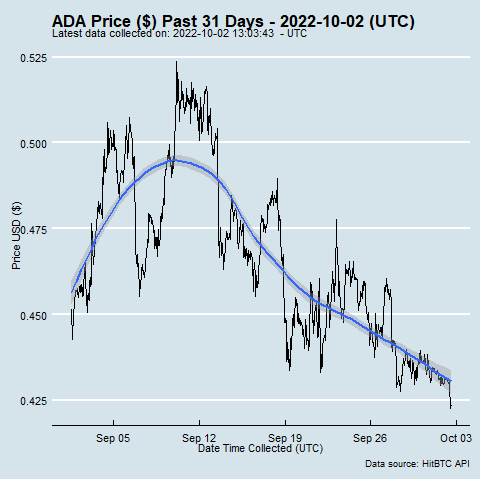 ADA Price ($) Past 31 Days - 2022-10-02 (UTC)
Latest data collected on: 2022-10-02 13:03:43 - UTC
0.525
0.500
0.475
0.450
0.425
Price USD ($)
Sep 05 Sep 12 Sep 19 Sep 26 Oct 03
Date Time Collected (UTC)
Data source: HitBTC API